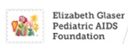 Elizabeth Glaser
Pediatric AIDS
Foundation